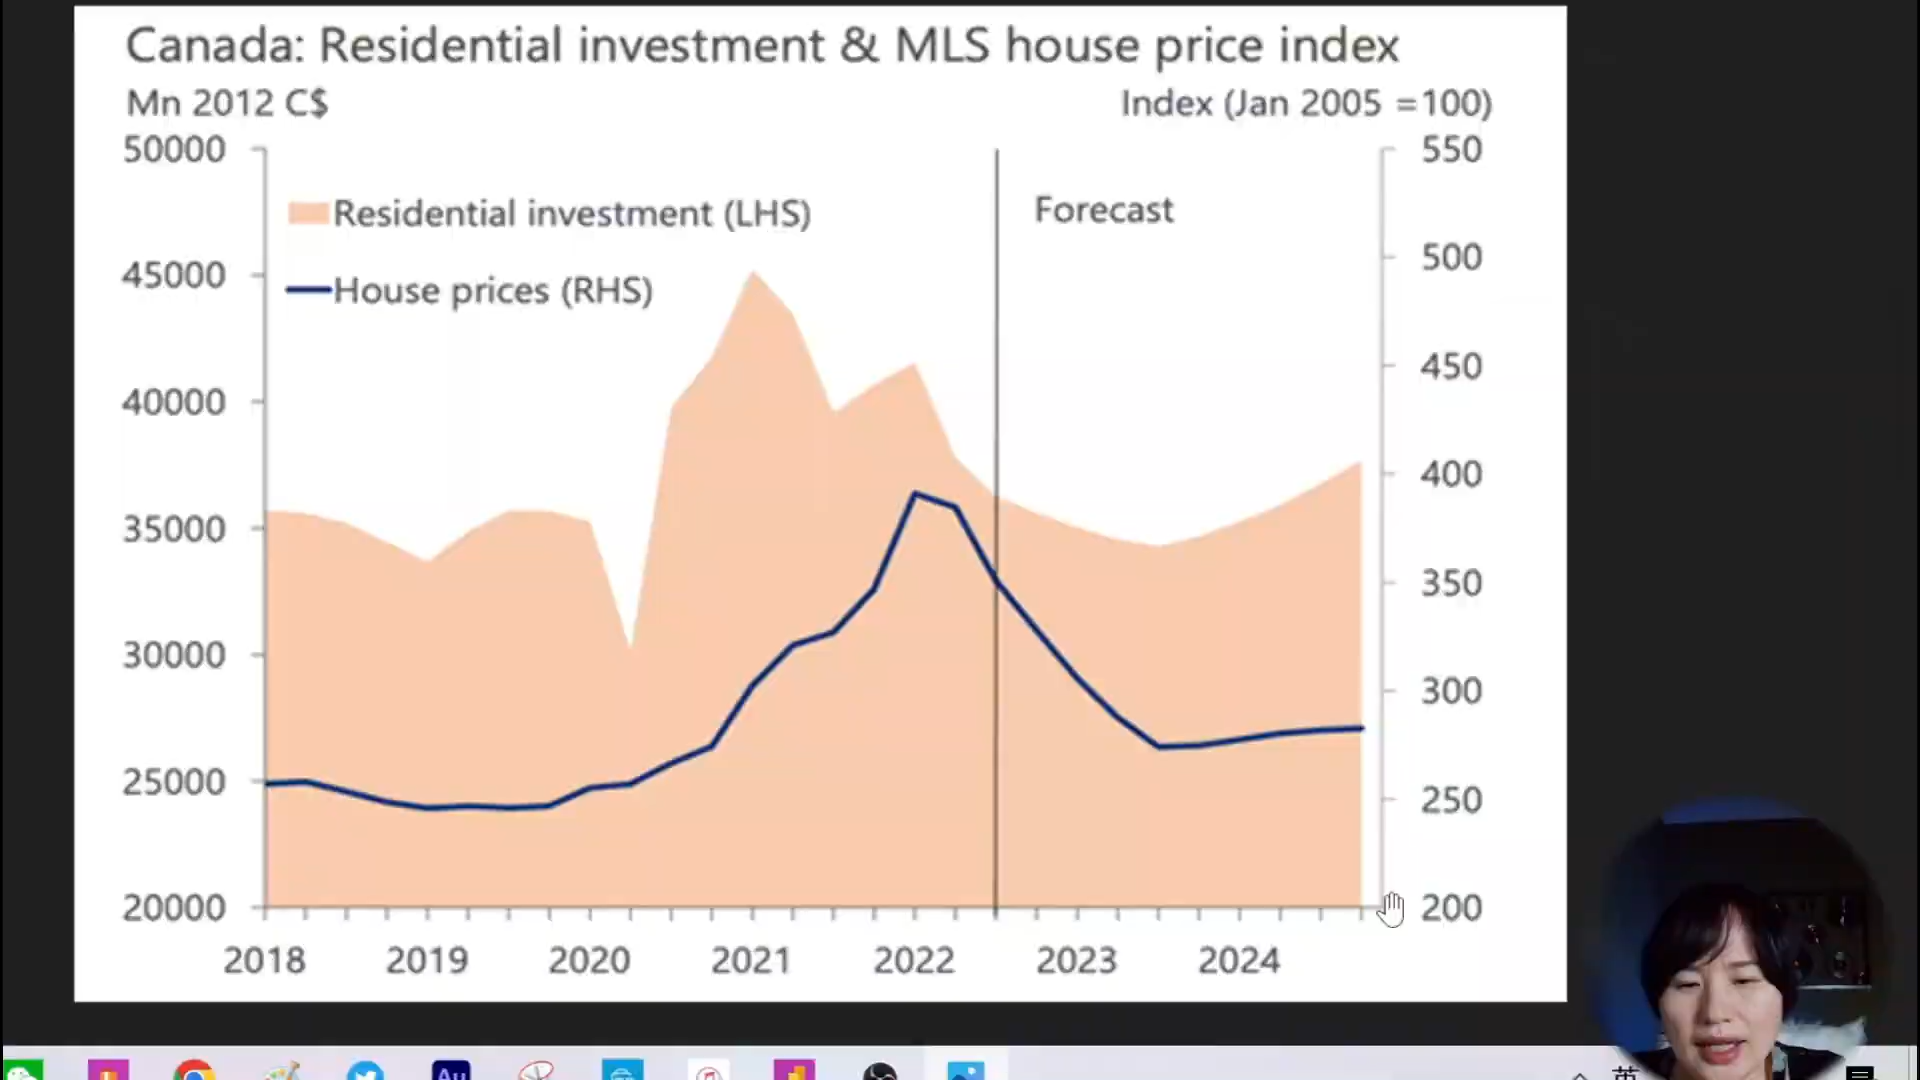 Canada: Residential investment & MLS house price index
Mn 2012 C$
Index (Jan 2005 =100)
50000
45000
40000
35000
30000
25000
20000
Residential investment (LHS)
House prices (RHS)
Forecast
550
500
450
400
350
300
250
200
2018 2019 2020 2021 2022 2023 2024
Au
英